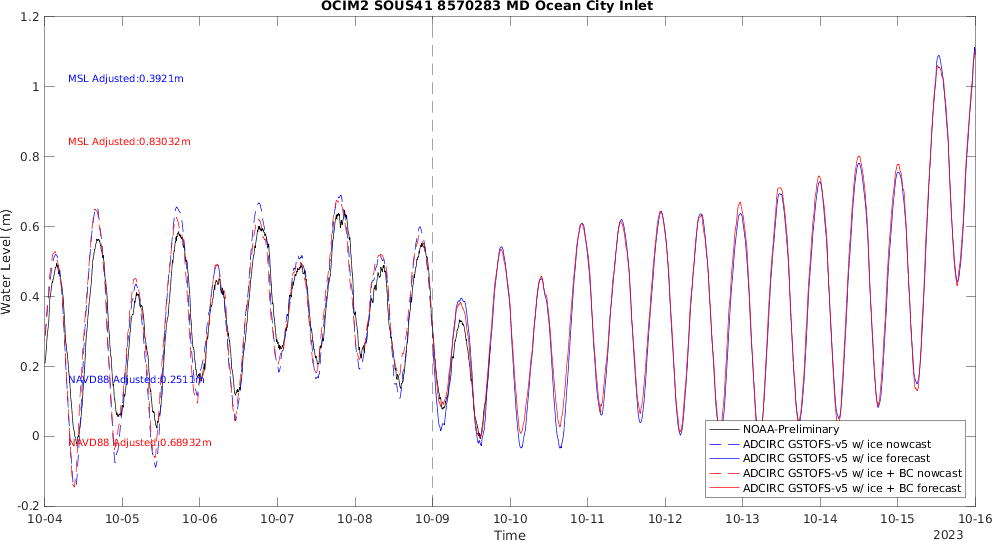 OCIM2 SOUS41 8570283 MD Ocean City Inlet
1.2
1
0.8
0.6
0.4
0.2
0
-0.2
Water Level (m)
MSL Adjusted:0.3921m
MSL Adjusted:0.83032m
NAVD88 Adjusted:0.2511m
NAVD88 Adjusted:0.68932m
NOAA-Preliminary
ADCIRC GSTOFS-v5 w/ ice nowcast
ADCIRC GSTOFS-v5 w/ ice forecast
ADCIRC GSTOFS-v5 w/ ice + BC nowcast
ADCIRC GSTOFS-v5 w/ ice + BC forecast
10-04 10-05 10-06 10-07 10-08 10-09 10-10 10-11 10-12 10-13 10-14 10-15 10-16
Time
2023